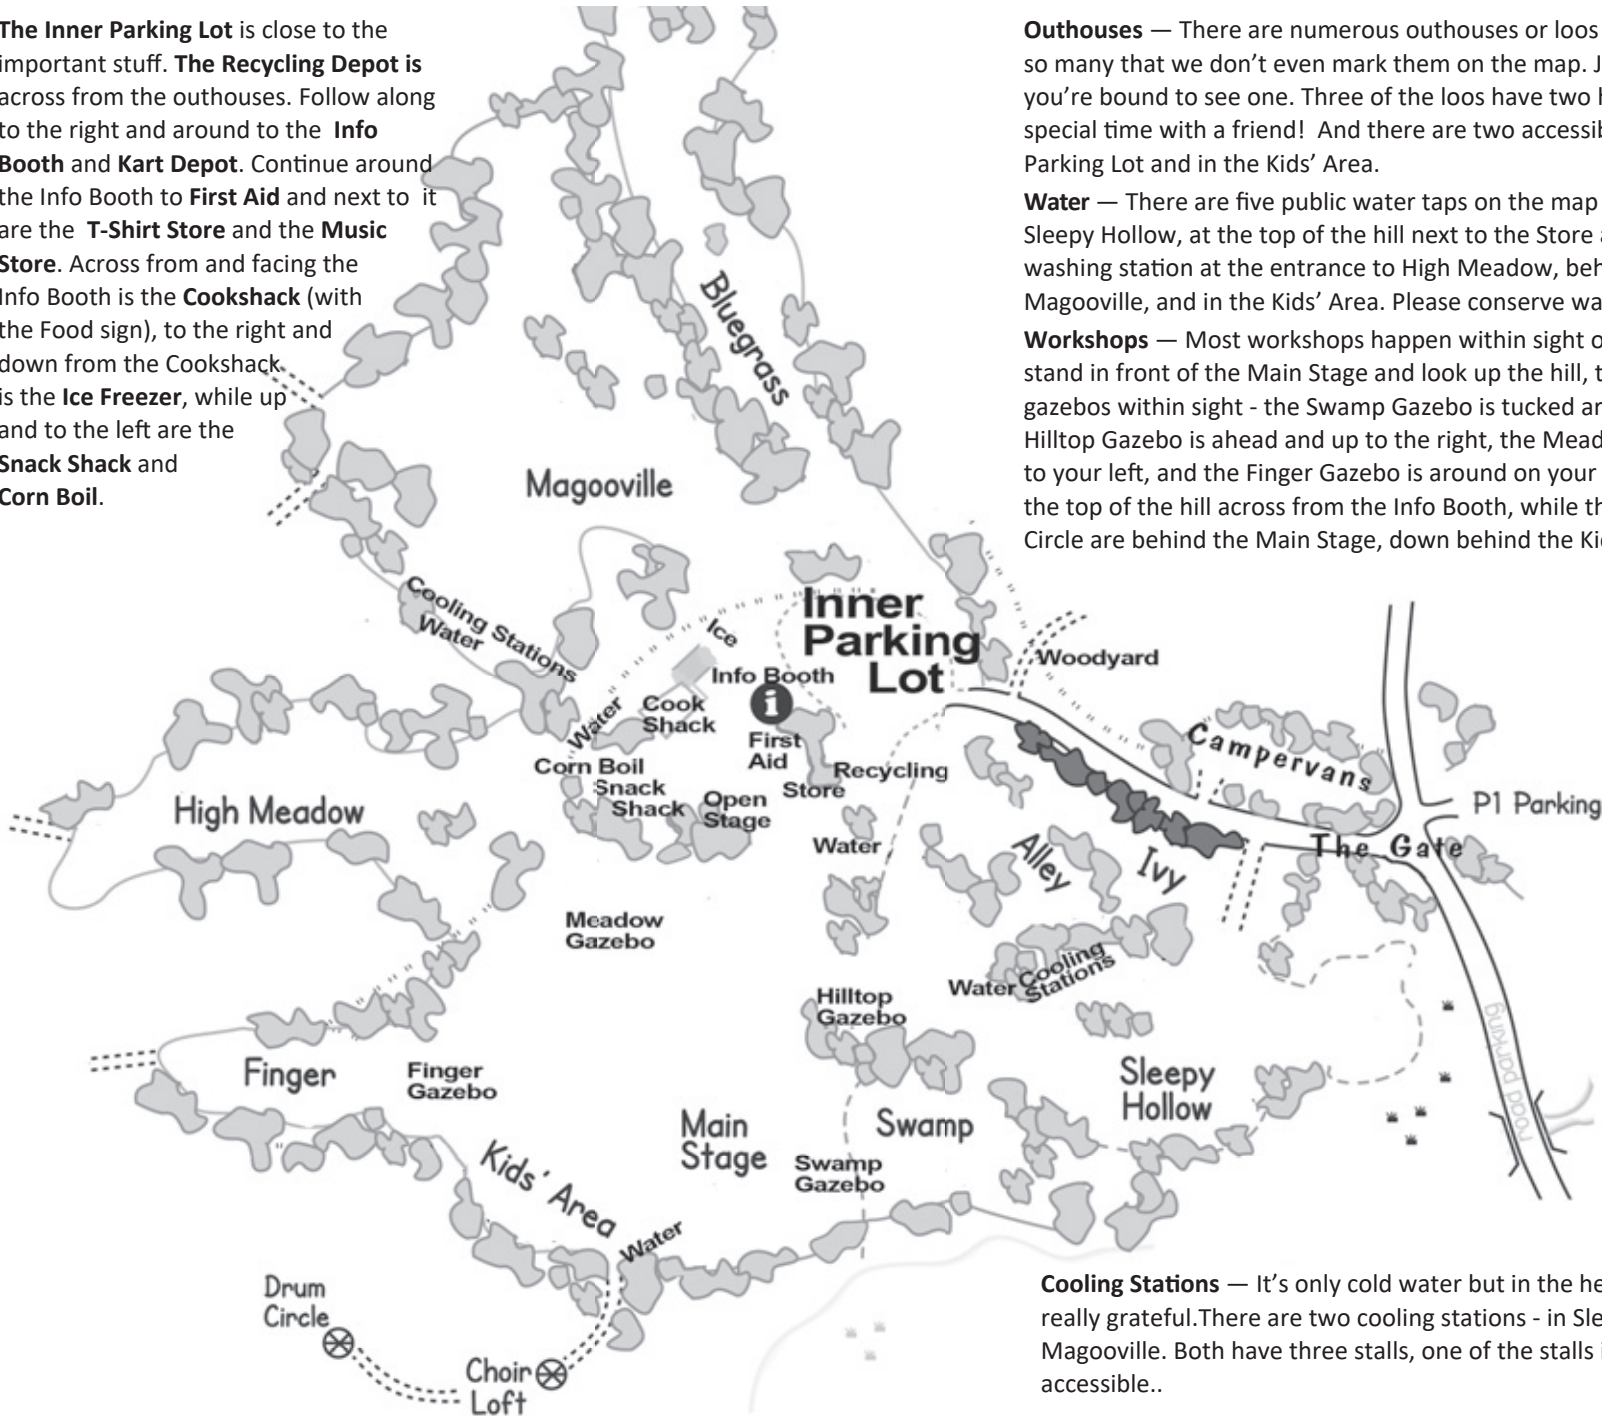 The Inner Parking Lot is close to the
important stuff. The Recycling Depot is
across from the outhouses. Follow along
to the right and around to the Info
Booth and Kart Depot. Continue around
the Info Booth to First Aid and next to it
are the T-Shirt Store and the Music
Store. Across from and facing the
Info Booth is the Cookshack (with
the Food sign), to the right and
down from the Cookshack
is the Ice Freezer, while up
and to the left are the
Snack Shack and
Corn Boil.
Outhouses — There are numerous outhouses or loos
so many that we don't even mark them on the map. J
you're bound to see one. Three of the loos have two h
special time with a friend! And there are two accessib
Parking Lot and in the Kids' Area.
Water — There are five public water taps on the map
Sleepy Hollow, at the top of the hill next to the Store a
washing station at the entrance to High Meadow, beh
Magooville, and in the Kids' Area. Please conserve wa
Workshops — Most workshops happen within sight o
stand in front of the Main Stage and look up the hill, t
gazebos within sight - the Swamp Gazebo is tucked ar
Hilltop Gazebo is ahead and up to the right, the Mead
to your left, and the Finger Gazebo is around on your
the top of the hill across from the Info Booth, while th
Circle are behind the Main Stage, down behind the Kid
Bluegrass
Magooville
Cooling Stations
Water
Ice
Inner
Parking
Lot
Woodyard
Info Booth
i
Water
Cook
Shack
First
Aid
Campervans
Corn Boil
Snack
Shack
Open
Stage
Store
Recycling
P1 Parking
High Meadow
Water
Alley
Ivy
The Gate
Meadow
Gazebo
Cooling
Stations
Water
Hilltop
Gazebo
road parking
Finger
Finger
Gazebo
Sleepy
Hollow
Main
Stage
Swamp
Swamp
Gazebo
Kids' Area
Water
Drum
Circle
Choir
Loft
Cooling Stations — It's only cold water but in the he
really grateful.There are two cooling stations - in Sle
Magooville. Both have three stalls, one of the stalls i
accessible..